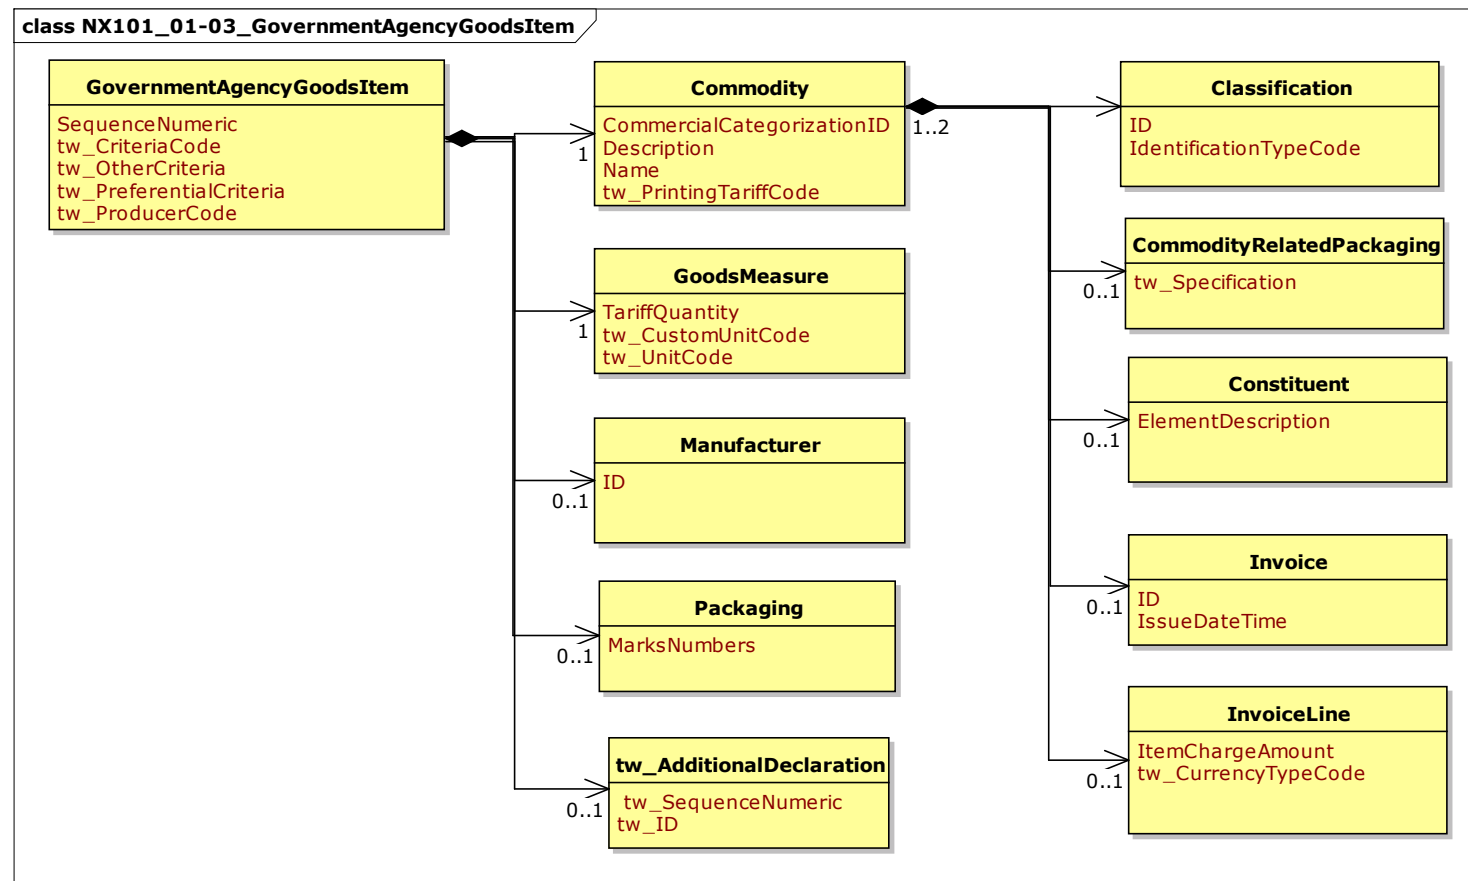 class NX101_01-03_GovernmentAgencyGoodsItem
GovernmentAgencyGoodsItem
SequenceNumeric
tw_CriteriaCode
tw_OtherCriteria
tw_PreferentialCriteria
tw_ProducerCode
Commodity
CommercialCategorizationID
Description
Name
tw_PrintingTariffCode
1
1..2
GoodsMeasure
TariffQuantity
tw_CustomUnitCode
tw_UnitCode
1
Manufacturer
ID
0..1
Packaging
MarksNumbers
0..1
tw_AdditionalDeclaration
tw_SequenceNumeric
tw_ID
0..1
Classification
ID
IdentificationTypeCode
CommodityRelatedPackaging
tw_Specification
0..1
Constituent
ElementDescription
0..1
Invoice
ID
IssueDateTime
0..1
InvoiceLine
ItemChargeAmount
tw_CurrencyTypeCode
0..1